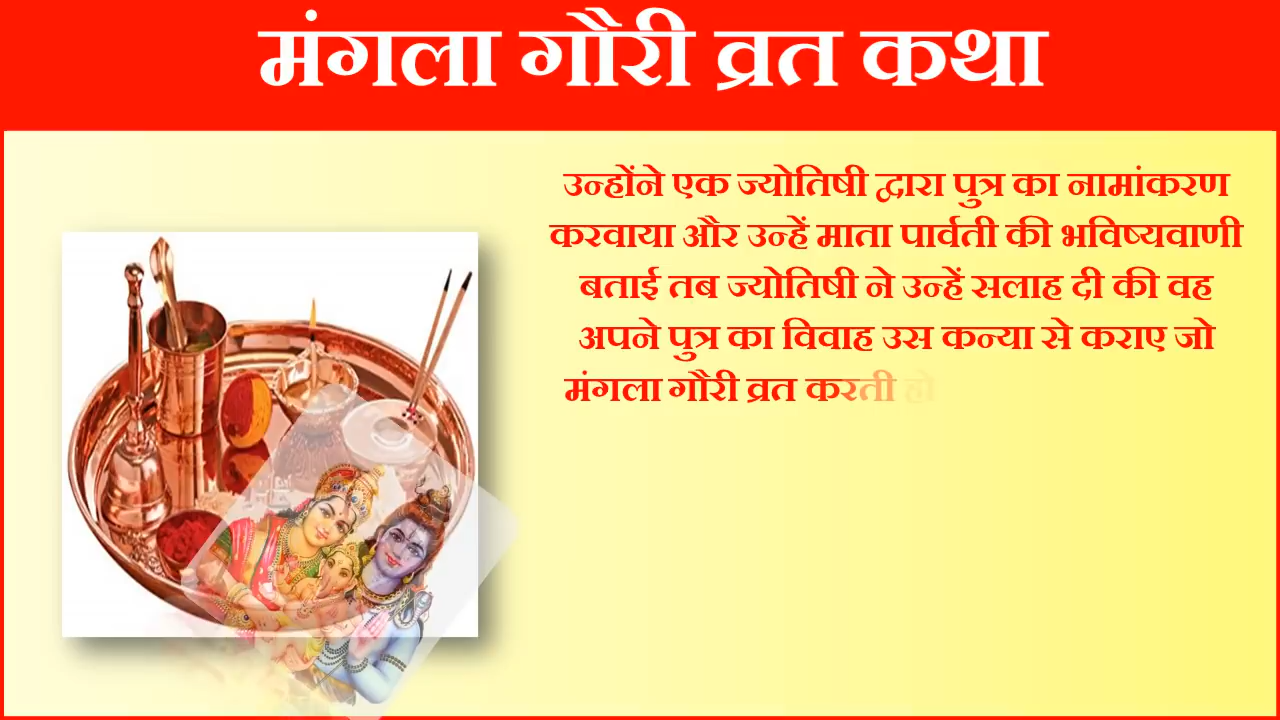 मंगला गौरी व्रत कथा
उन्होंने एक ज्योतिषी द्वारा पुत्र का नामांकरण
करवाया और उन्हें माता पार्वती की भविष्यवाणी
बताई तब ज्योतिषी ने उन्हें सलाह दी की वह
अपने पुत्र का विवाह उस कन्या से कराए जो
मंगला गौरी व्रत करती हो